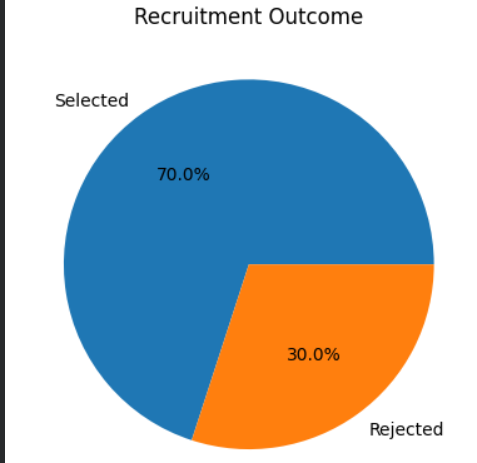 Recruitment Outcome
Selected
70.0%
30.0%
Rejected